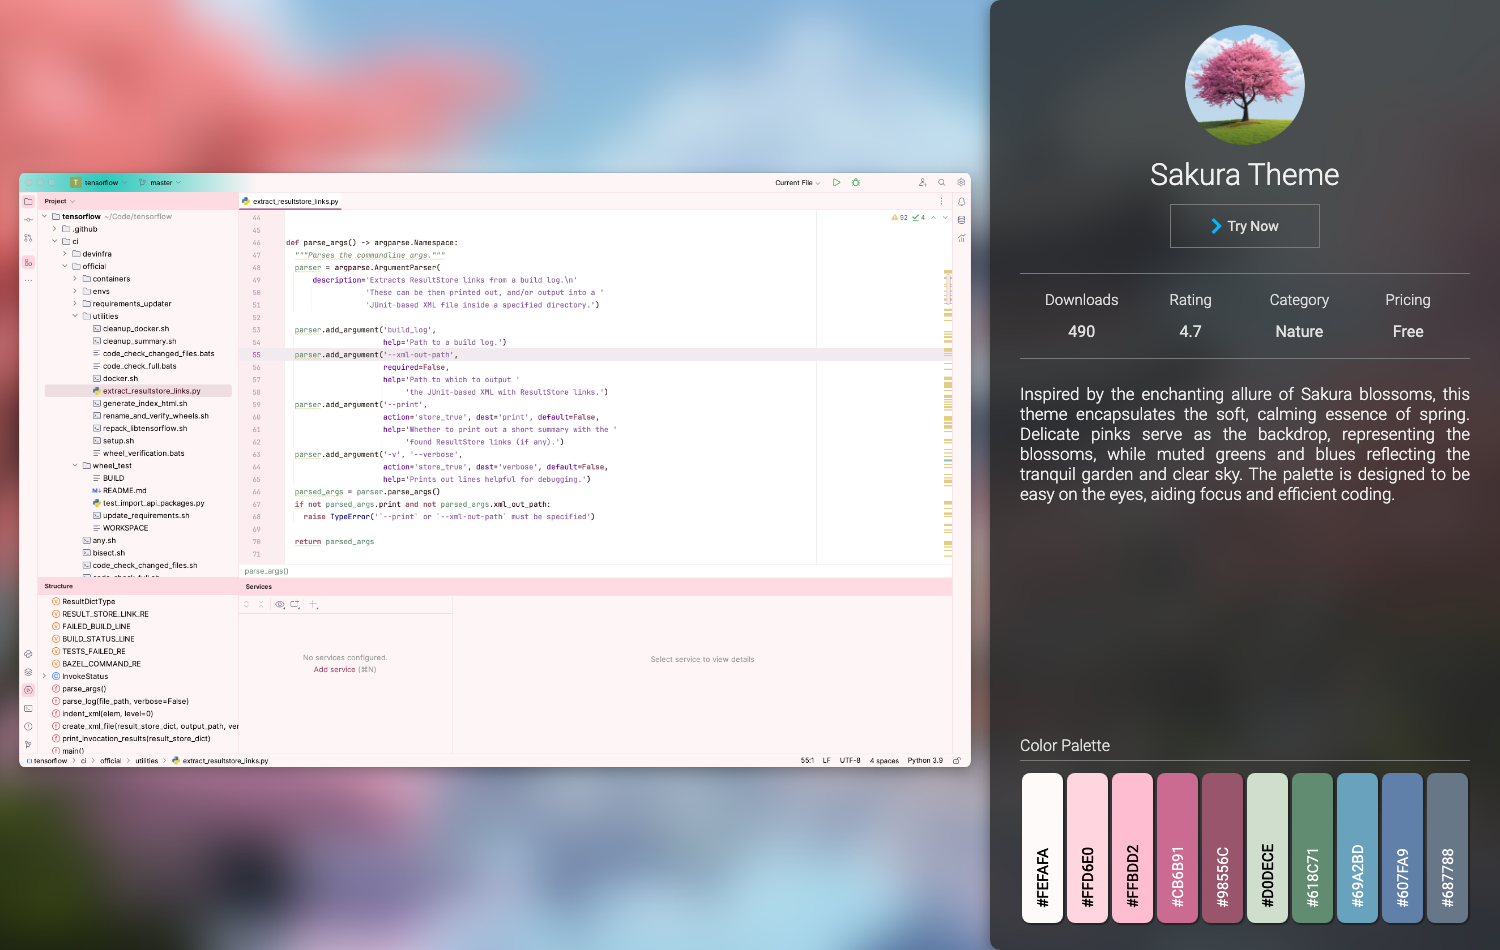 T tensorflow
master
Current File
Project
tensorflow ~/Code/tensorflow
.github
ci
devinfra
official
containers
envs
requirements_updater
utilities
cleanup_docker.sh
cleanup_summary.sh
code_check_changed_files.bats
code_check_full.bats
docker.sh
extract_resultstore_links.py
generate_index_html.sh
rename_and_verify_wheels.sh
repack_libtensorflow.sh
setup.sh
wheel_verification.bats
wheel_test
BUILD
README.md
test_import_api_packages.py
update_requirements.sh
WORKSPACE
any.sh
bisect.sh
code_check_changed_files.sh
code_check_full.sh
extract_resultstore_links.py
92 4
44
45
46 def parse_args() -> argparse.Namespace:
47 """Parses the commandline args."""
48 parser = argparse.ArgumentParser(
49 description='Extracts ResultStore links from a build log.\n'
50 'These can be then printed out, and/or output into a '
51 'JUnit-based XML file inside a specified directory.')
52
53 parser.add_argument('build_log',
54 help='Path to a build log.')
55 parser.add_argument('--xml-out-path',
56 required=False,
57 help='Path to which to output '
58 'the JUnit-based XML with ResultStore links.')
59 parser.add_argument('--print',
60 action='store_true', dest='print', default=False,
61 help='Whether to print out a short summary with the '
62 'found ResultStore links (if any).')
63 parser.add_argument('-v', '--verbose',
64 action='store_true', dest='verbose', default=False,
65 help='Prints out lines helpful for debugging.')
66 parsed_args = parser.parse_args()
67 if not parsed_args.print and not parsed_args.xml_out_path:
68 raise TypeError('`--print` or `--xml-out-path` must be specified')
69
70 return parsed_args
71
parse_args()
Structure
ResultDictType
RESULT_STORE_LINK_RE
FAILED_BUILD_LINE
BUILD_STATUS_LINE
TESTS_FAILED_RE
BAZEL_COMMAND_RE
InvokeStatus
parse_args()
parse_log(file_path, verbose=False)
indent_xml(elem, level=0)
create_xml_file(result_store_dict, output_path, ver
print_invocation_results(result_store_dict)
main()
Services
No services configured.
Add service (⌘N)
Select service to view details
tensorflow > ci > official > utilities > extract_resultstore_links.py
55:1 LF UTF-8 4 spaces Python 3.9
Sakura Theme
Try Now
Downloads Rating Category Pricing
490 4.7 Nature Free
Inspired by the enchanting allure of Sakura blossoms, this
theme encapsulates the soft, calming essence of spring.
Delicate pinks serve as the backdrop, representing the
blossoms, while muted greens and blues reflecting the
tranquil garden and clear sky. The palette is designed to be
easy on the eyes, aiding focus and efficient coding.
Color Palette
#FEFAFA
#FFD6E0
#FFBDD2
#CB6B91
#98556C
#D0DECE
#618C71
#69A2BD
#607FA9
#687788